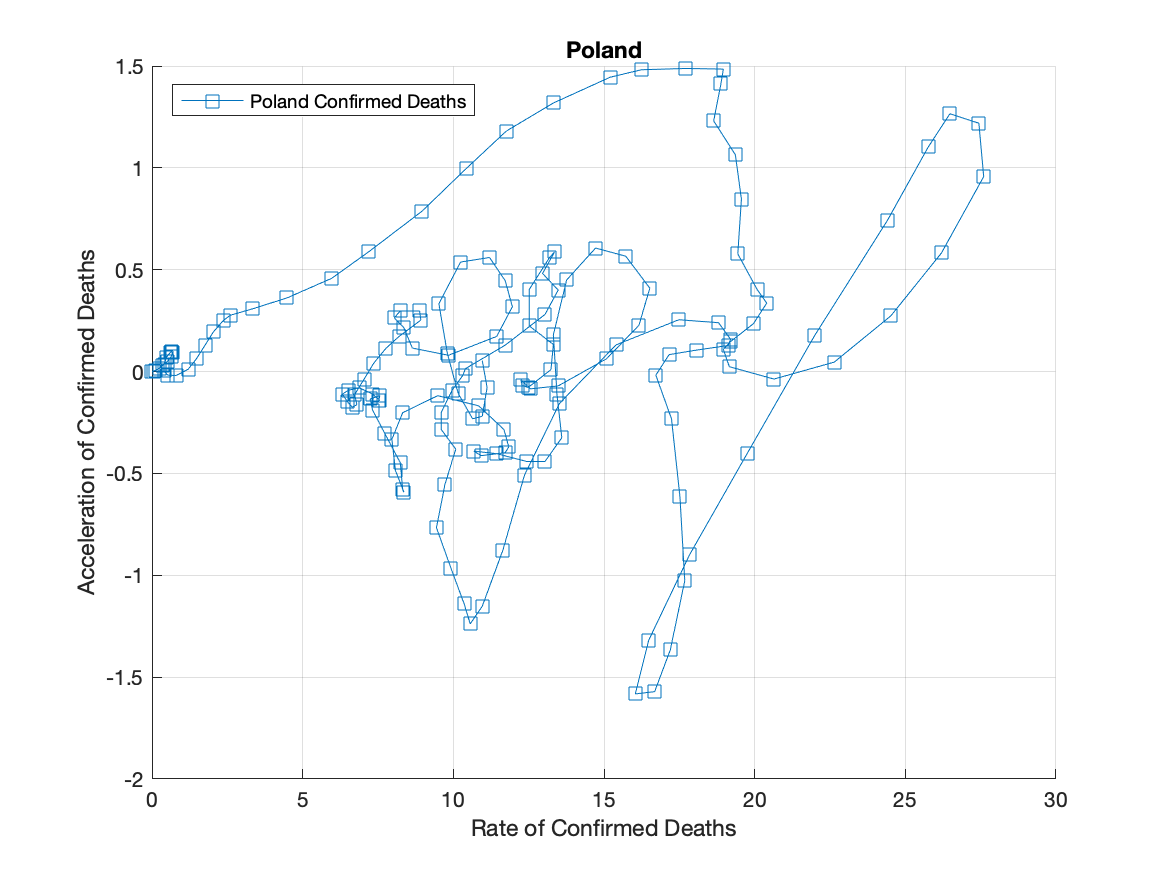 Poland
1.5
Poland Confirmed Deaths
1
0.5
0
-0.5
-1
-1.5
-2
Acceleration of Confirmed Deaths
0 5 10 15 20 25 30
Rate of Confirmed Deaths